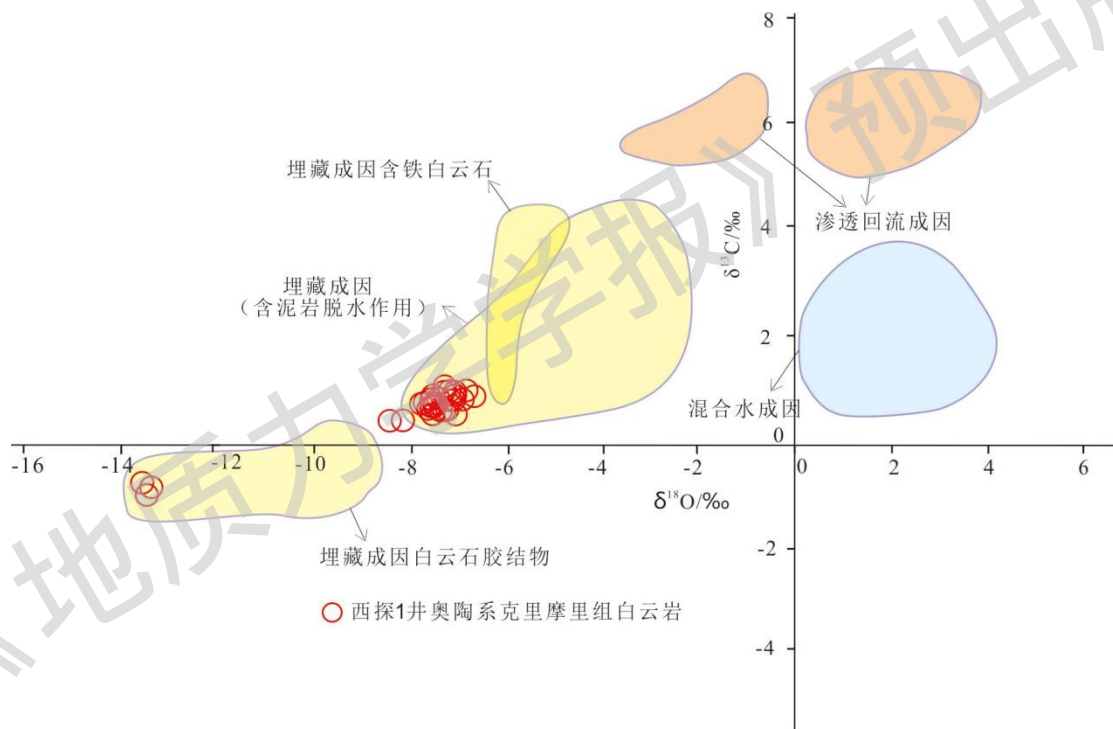 8
6
埋藏成因含铁白云石
4
渗透回流成因
δ¹³C/‰
埋藏成因
（含泥岩脱水作用）
2
混合水成因
0
-16
-14
-12
-10
-8
-6
-4
-2
0
2
4
6
δ¹⁸O/‰
-2
埋藏成因白云石胶结物
西探1井奥陶系克里摩里组白云岩
-4
《地质力学学报》预出